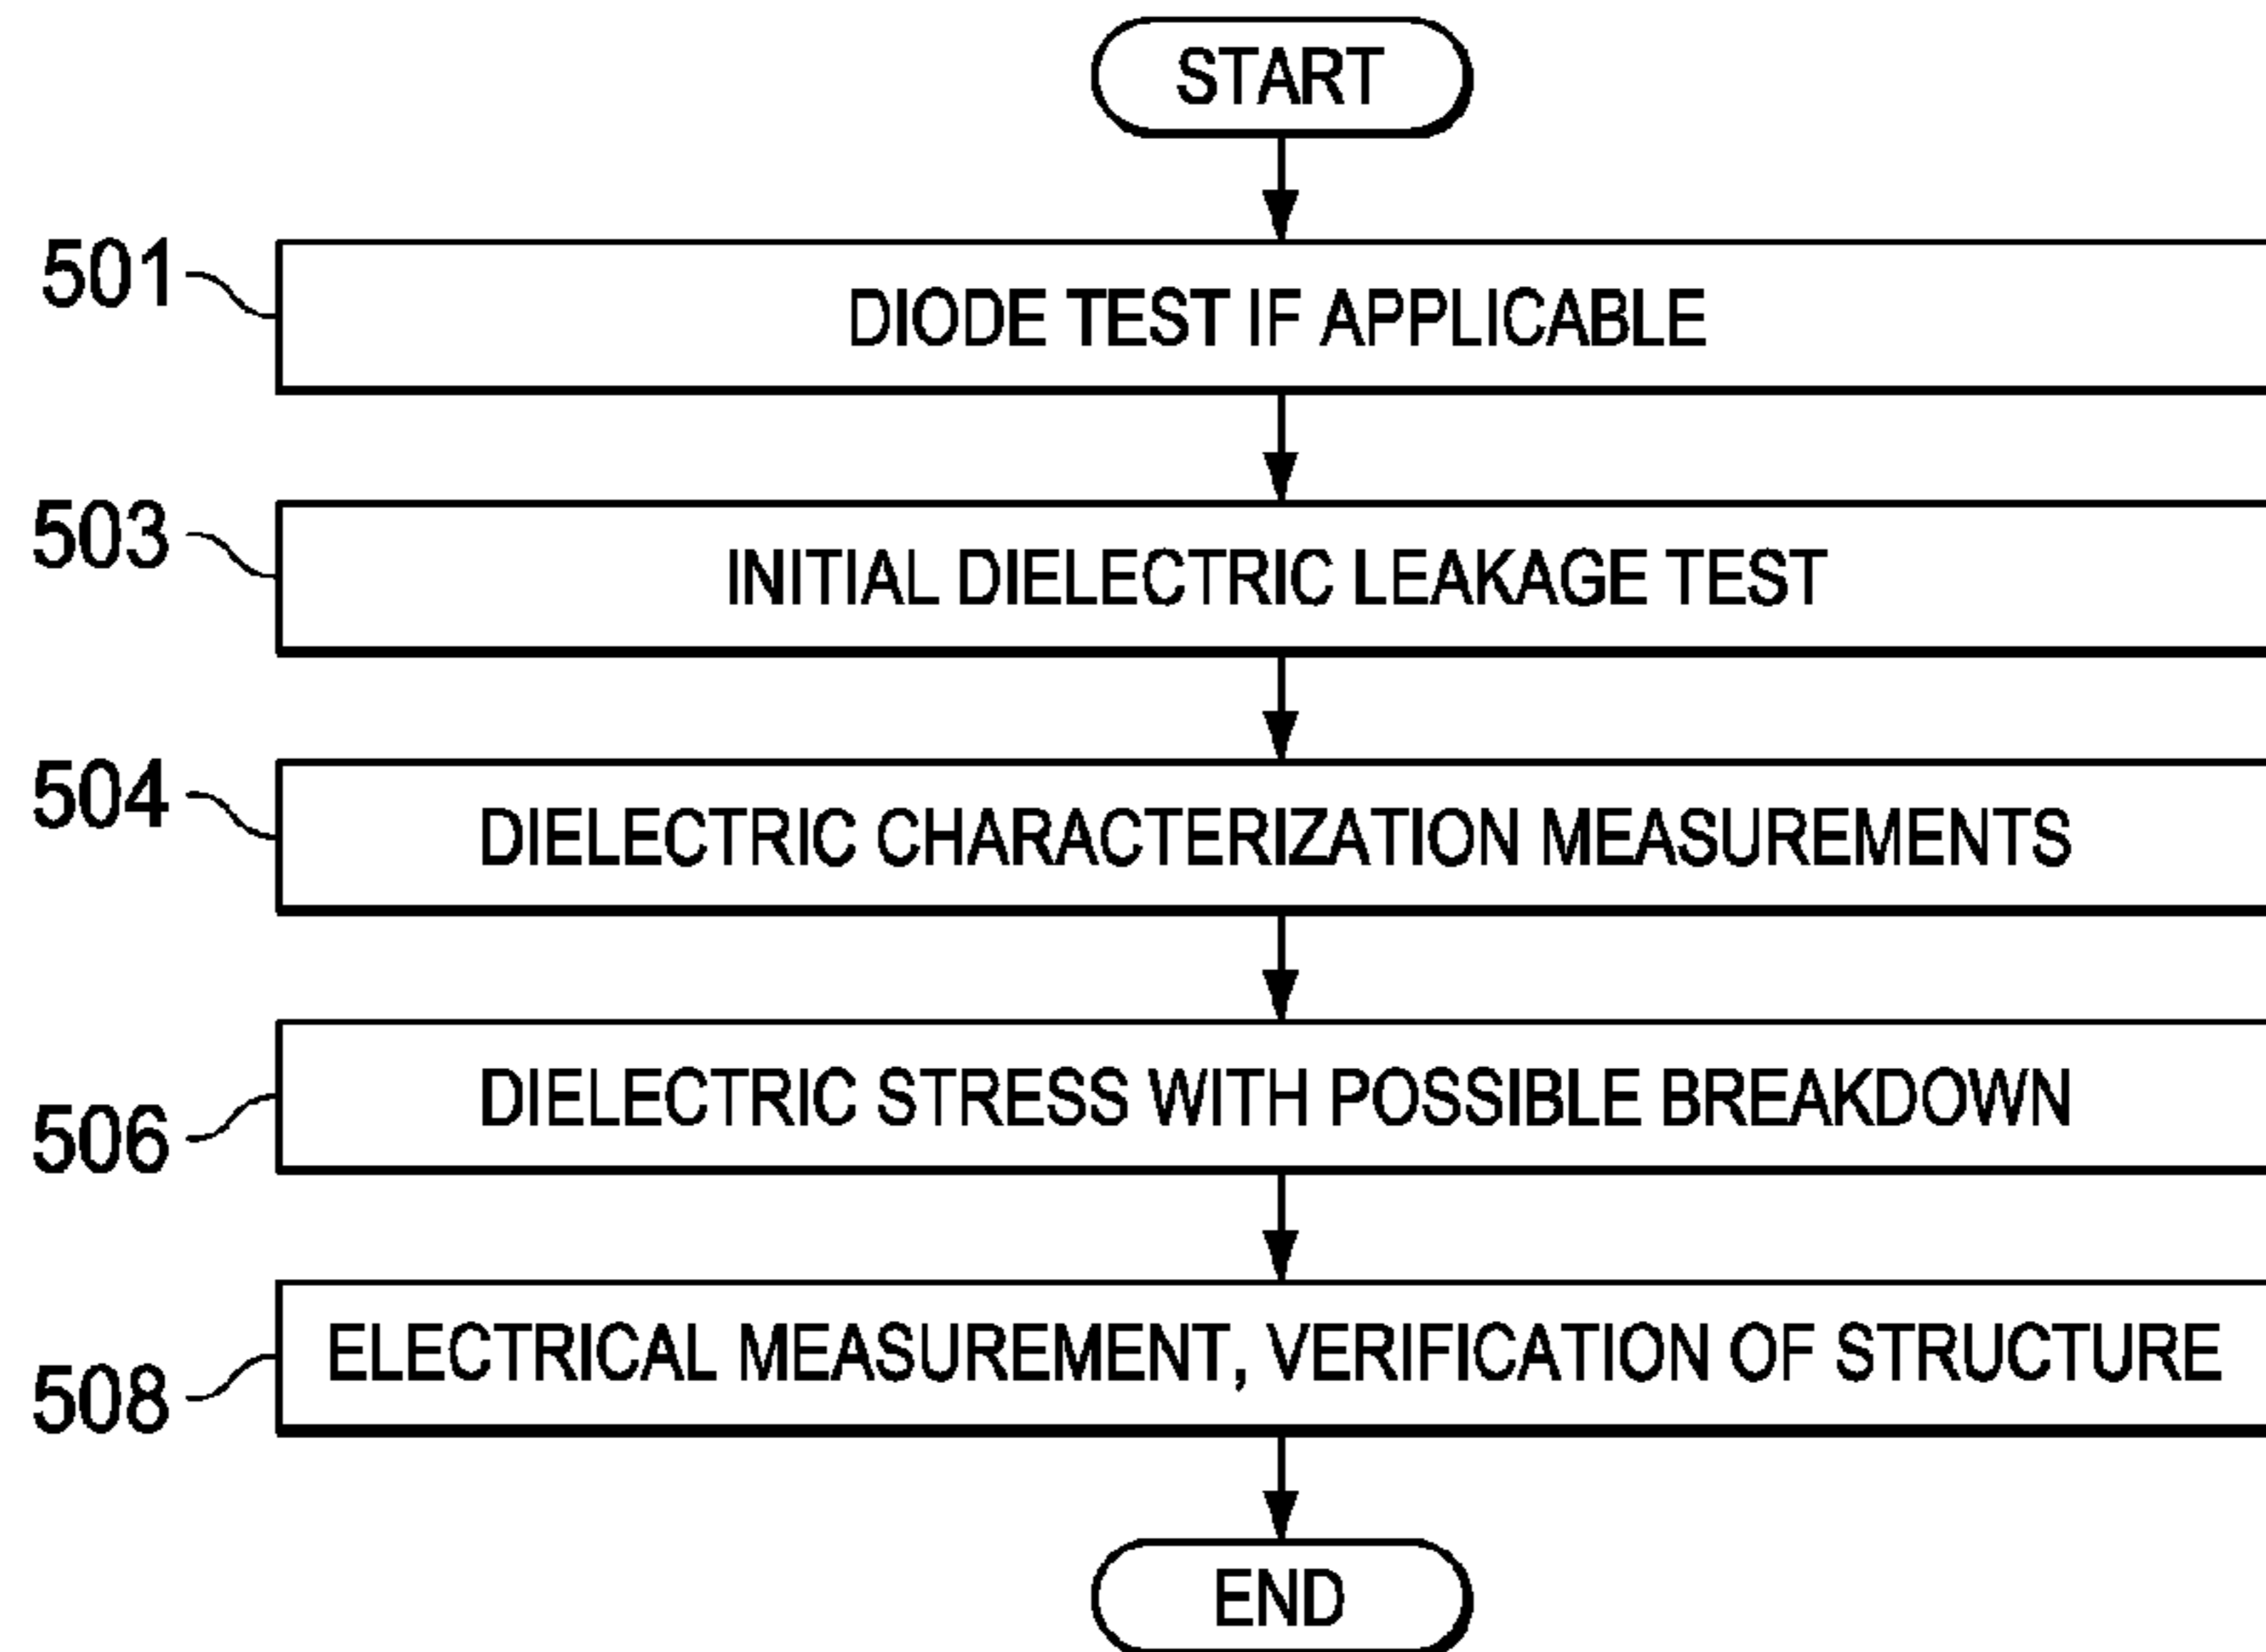 START
501
DIODE TEST IF APPLICABLE
503
INITIAL DIELECTRIC LEAKAGE TEST
504
DIELECTRIC CHARACTERIZATION MEASUREMENTS
506
DIELECTRIC STRESS WITH POSSIBLE BREAKDOWN
508
ELECTRICAL MEASUREMENT, VERIFICATION OF STRUCTURE
END